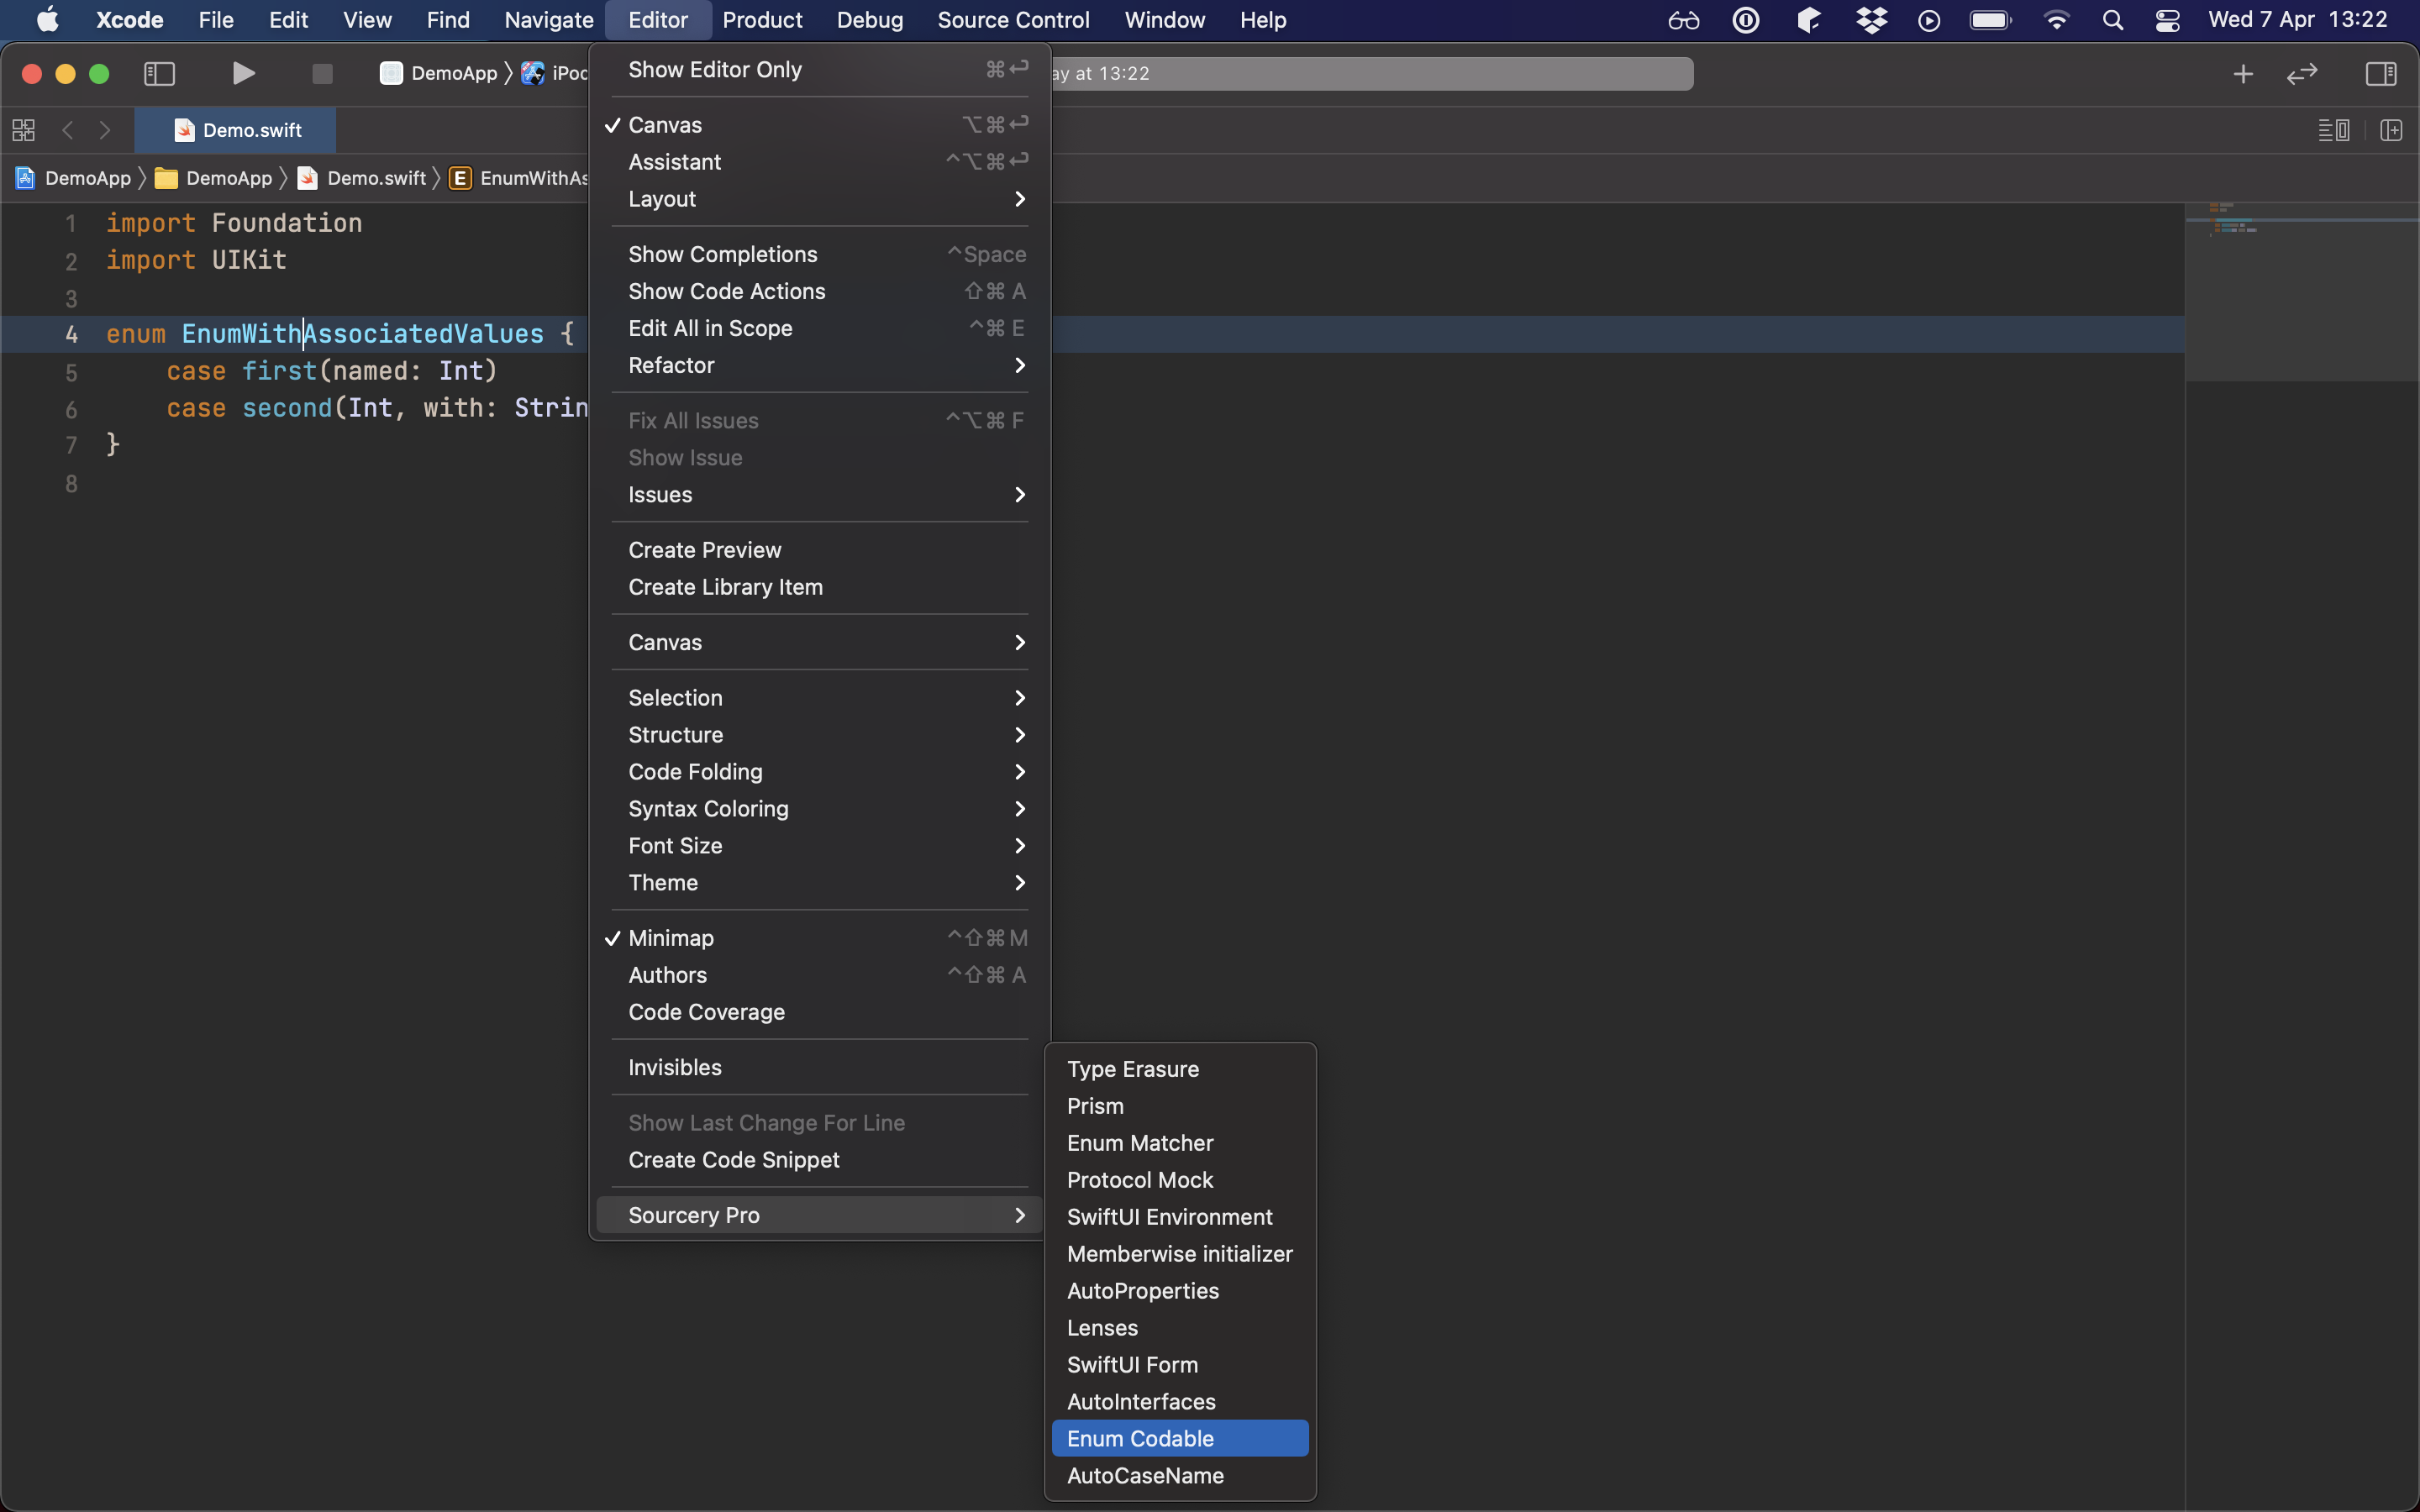 Xcode File Edit View Find Navigate Editor Product Debug Source Control Window Help Wed 7 Apr 13:22
DemoApp 〉 iPod
ay at 13:22
Demo.swift
DemoApp 〉 DemoApp 〉 Demo.swift 〉 E EnumWithAs
1 import Foundation
2 import UIKit
3
4 enum EnumWithAssociatedValues {
5 case first(named: Int)
6 case second(Int, with: Strin
7 }
8
Show Editor Only ⌘↩
✓ Canvas ⌥⌘↩
Assistant ^⌥⌘↩
Layout
Show Completions ^Space
Show Code Actions ⇧⌘A
Edit All in Scope ^⌘E
Refactor
Fix All Issues ^⌥⌘F
Show Issue
Issues
Create Preview
Create Library Item
Canvas
Selection
Structure
Code Folding
Syntax Coloring
Font Size
Theme
✓ Minimap ^⇧⌘M
Authors ^⇧⌘A
Code Coverage
Invisibles
Show Last Change For Line
Create Code Snippet
Sourcery Pro
Type Erasure
Prism
Enum Matcher
Protocol Mock
SwiftUI Environment
Memberwise initializer
AutoProperties
Lenses
SwiftUI Form
AutoInterfaces
Enum Codable
AutoCaseName